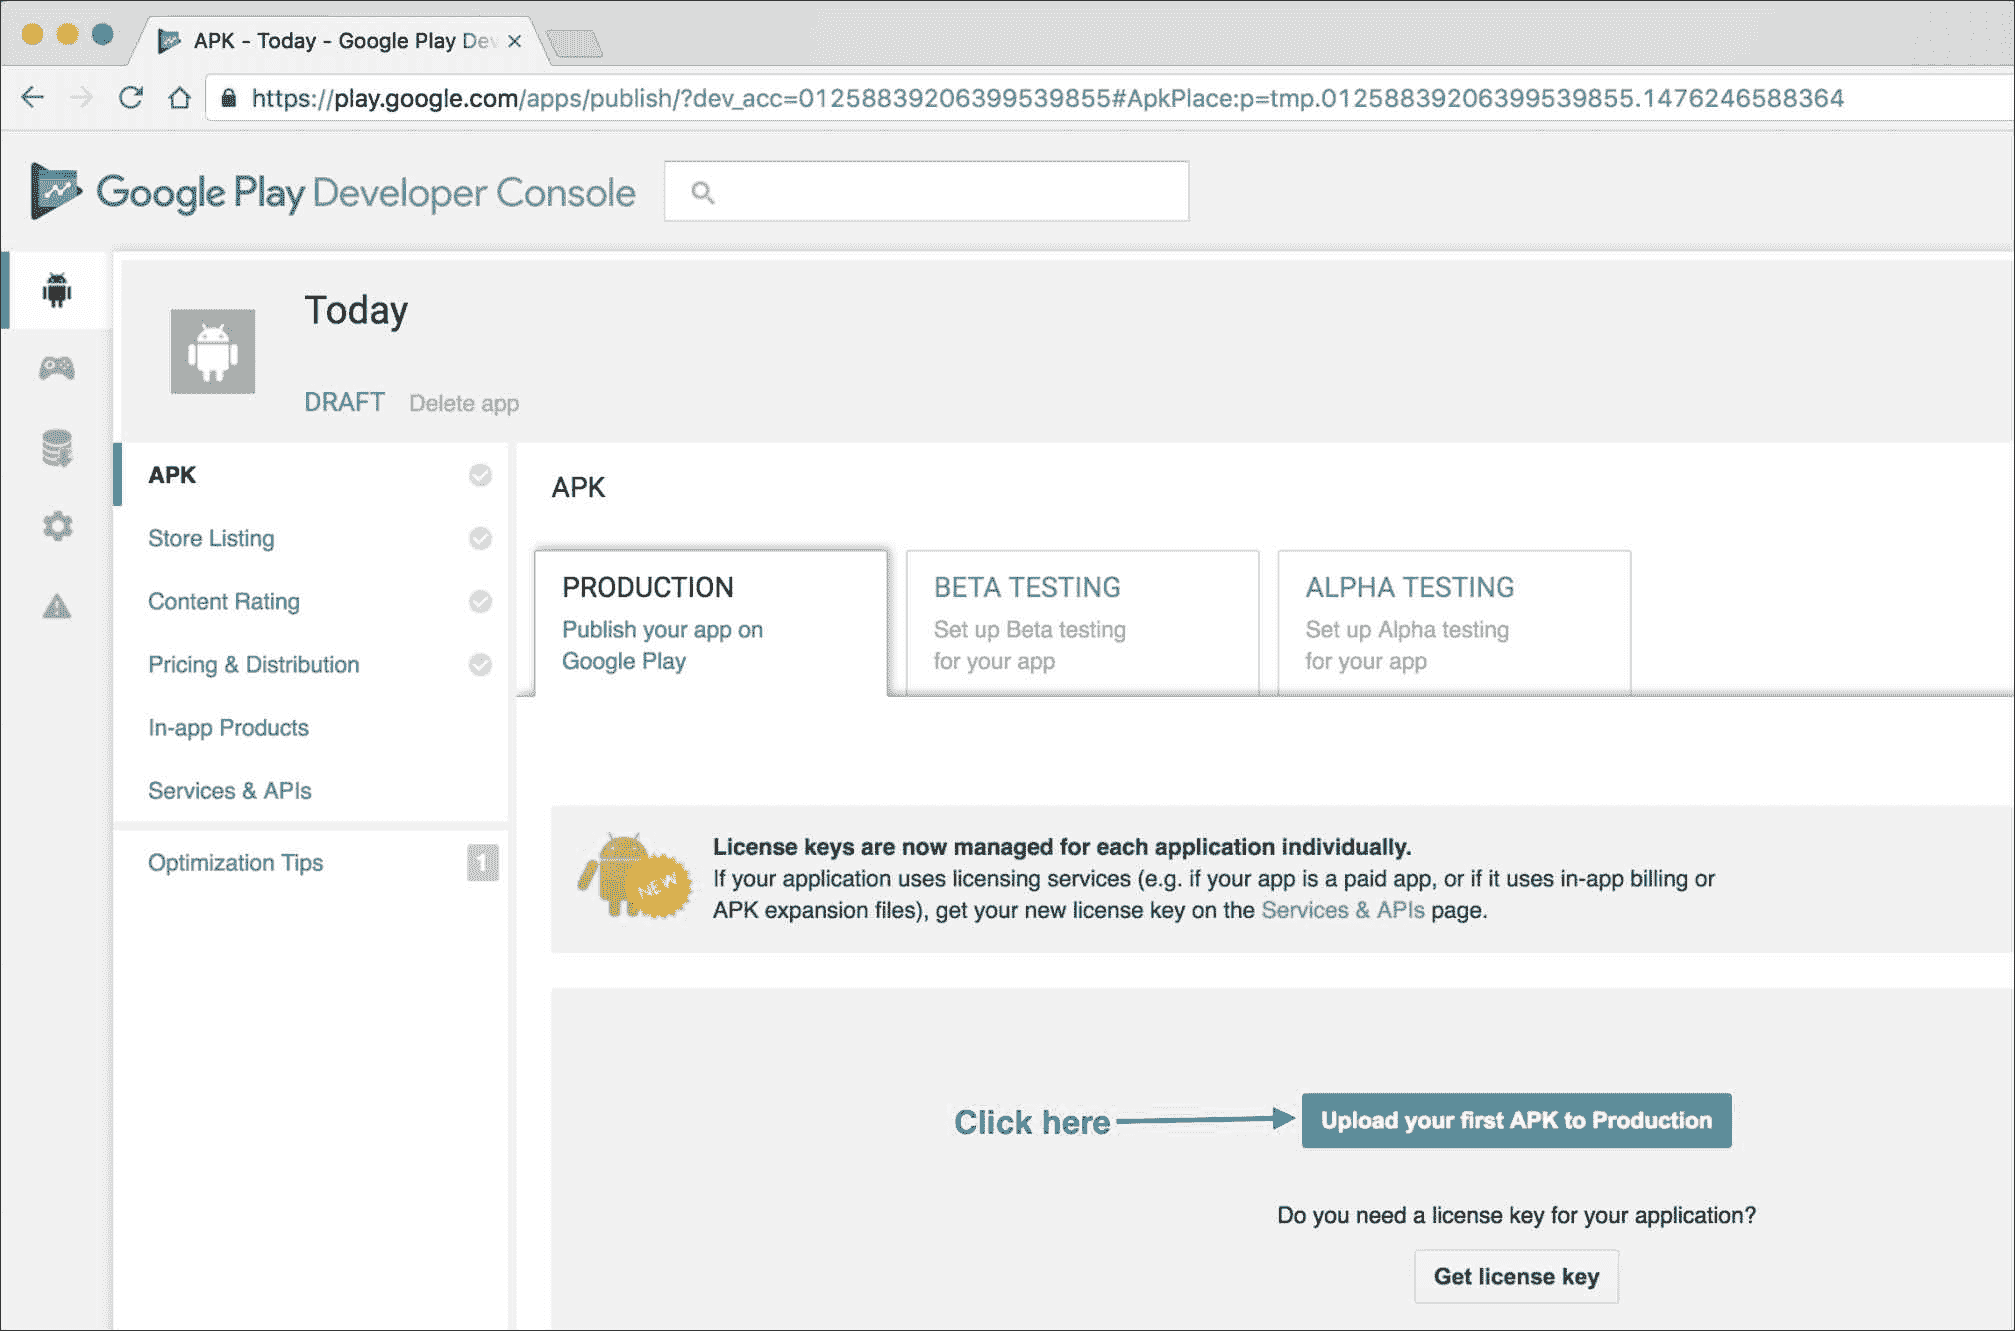 APK - Today - Google Play Dev
https://play.google.com/apps/publish/?dev_acc=01258839206399539855#ApkPlace:p=tmp.01258839206399539855.1476246588364
Google Play Developer Console
Today
DRAFT Delete app
APK
Store Listing
Content Rating
Pricing & Distribution
In-app Products
Services & APIs
Optimization Tips 1
APK
PRODUCTION
Publish your app on
Google Play
BETA TESTING
Set up Beta testing
for your app
ALPHA TESTING
Set up Alpha testing
for your app
NEW
License keys are now managed for each application individually.
If your application uses licensing services (e.g. if your app is a paid app, or if it uses in-app billing or
APK expansion files), get your new license key on the Services & APIs page.
Click here
Upload your first APK to Production
Do you need a license key for your application?
Get license key